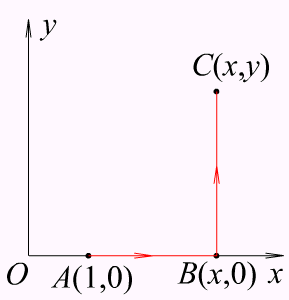 y
C(x,y)
O
A(1,0)
B(x,0)
x